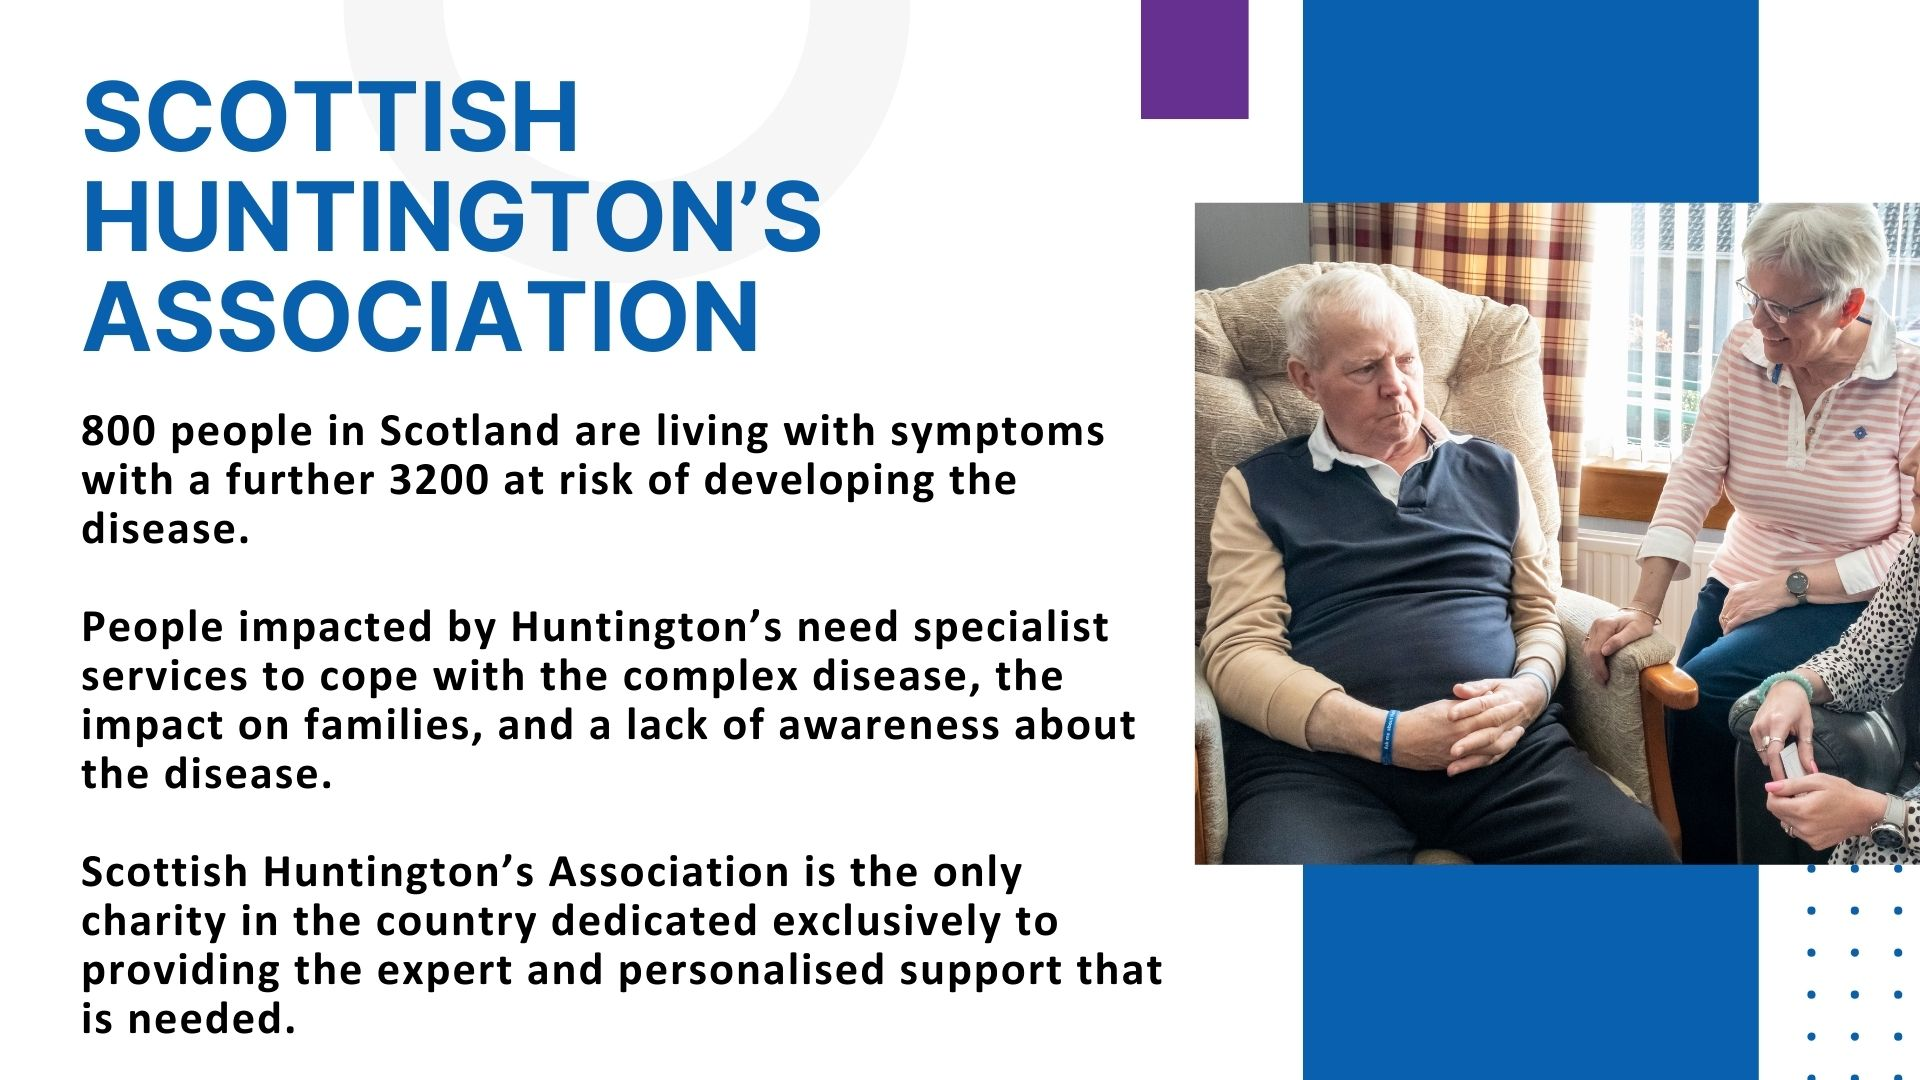 SCOTTISH
HUNTINGTON’S
ASSOCIATION
800 people in Scotland are living with symptoms
with a further 3200 at risk of developing the
disease.
People impacted by Huntington’s need specialist
services to cope with the complex disease, the
impact on families, and a lack of awareness about
the disease.
Scottish Huntington’s Association is the only
charity in the country dedicated exclusively to
providing the expert and personalised support that
is needed.